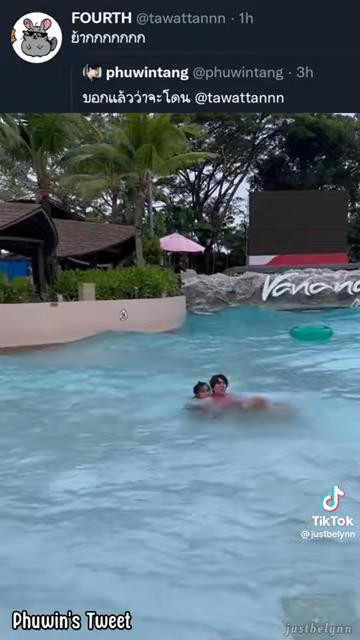 FOURTH @tawattannn · 1h
ย้ากกกกกกก
phuwintang @phuwintang · 3h
บอกแล้วว่าจะโดน @tawattannn
Vanana
TikTok
@justbelynn
Phuwin's Tweet
justbelynn